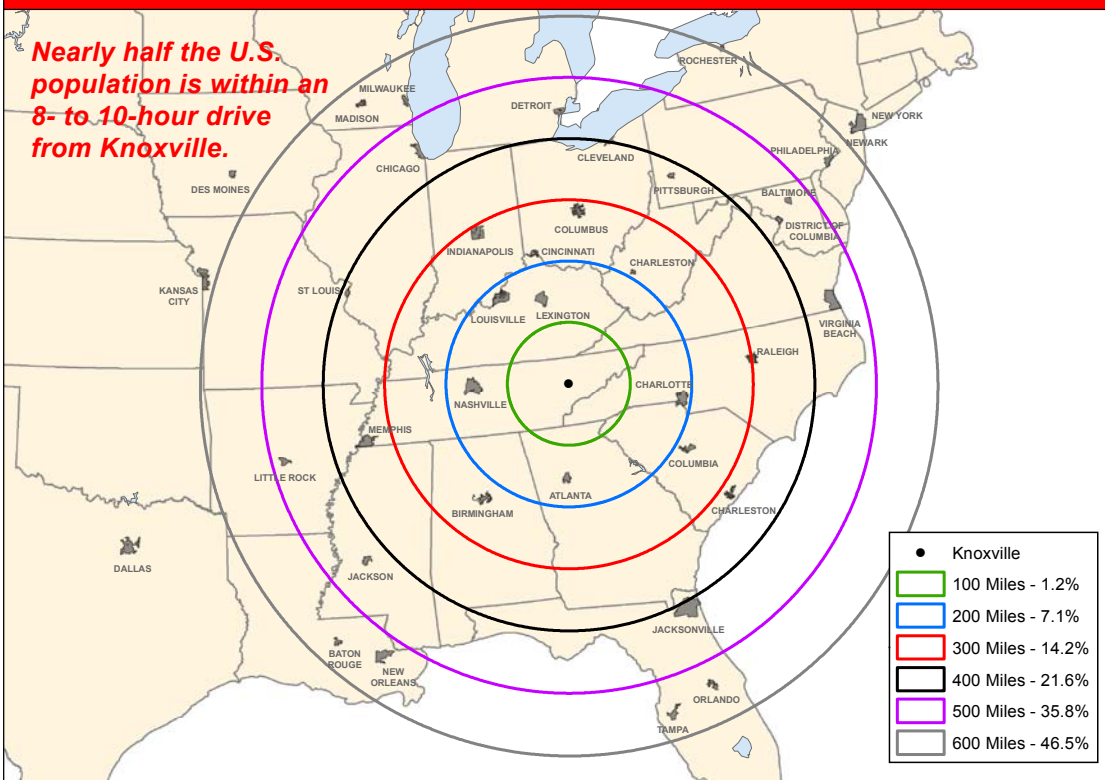 Nearly half the U.S.
population is within an
8- to 10-hour drive
from Knoxville.
ROCHESTER
MILWAUKEE
MADISON
DETROIT
NEW YORK
NEWARK
CHICAGO
CLEVELAND
PHILADELPHIA
DES MOINES
PITTSBURGH
BALTIMORE
COLUMBUS
DISTRICT OF
COLUMBIA
INDIANAPOLIS
CINCINNATI
CHARLESTON
KANSAS
CITY
ST LOUIS
LOUISVILLE
LEXINGTON
VIRGINIA
BEACH
RALEIGH
NASHVILLE
CHARLOTTE
MEMPHIS
COLUMBIA
LITTLE ROCK
ATLANTA
BIRMINGHAM
CHARLESTON
DALLAS
JACKSON
JACKSONVILLE
BATON
ROUGE
NEW
ORLEANS
ORLANDO
TAMPA
Knoxville
100 Miles - 1.2%
200 Miles - 7.1%
300 Miles - 14.2%
400 Miles - 21.6%
500 Miles - 35.8%
600 Miles - 46.5%